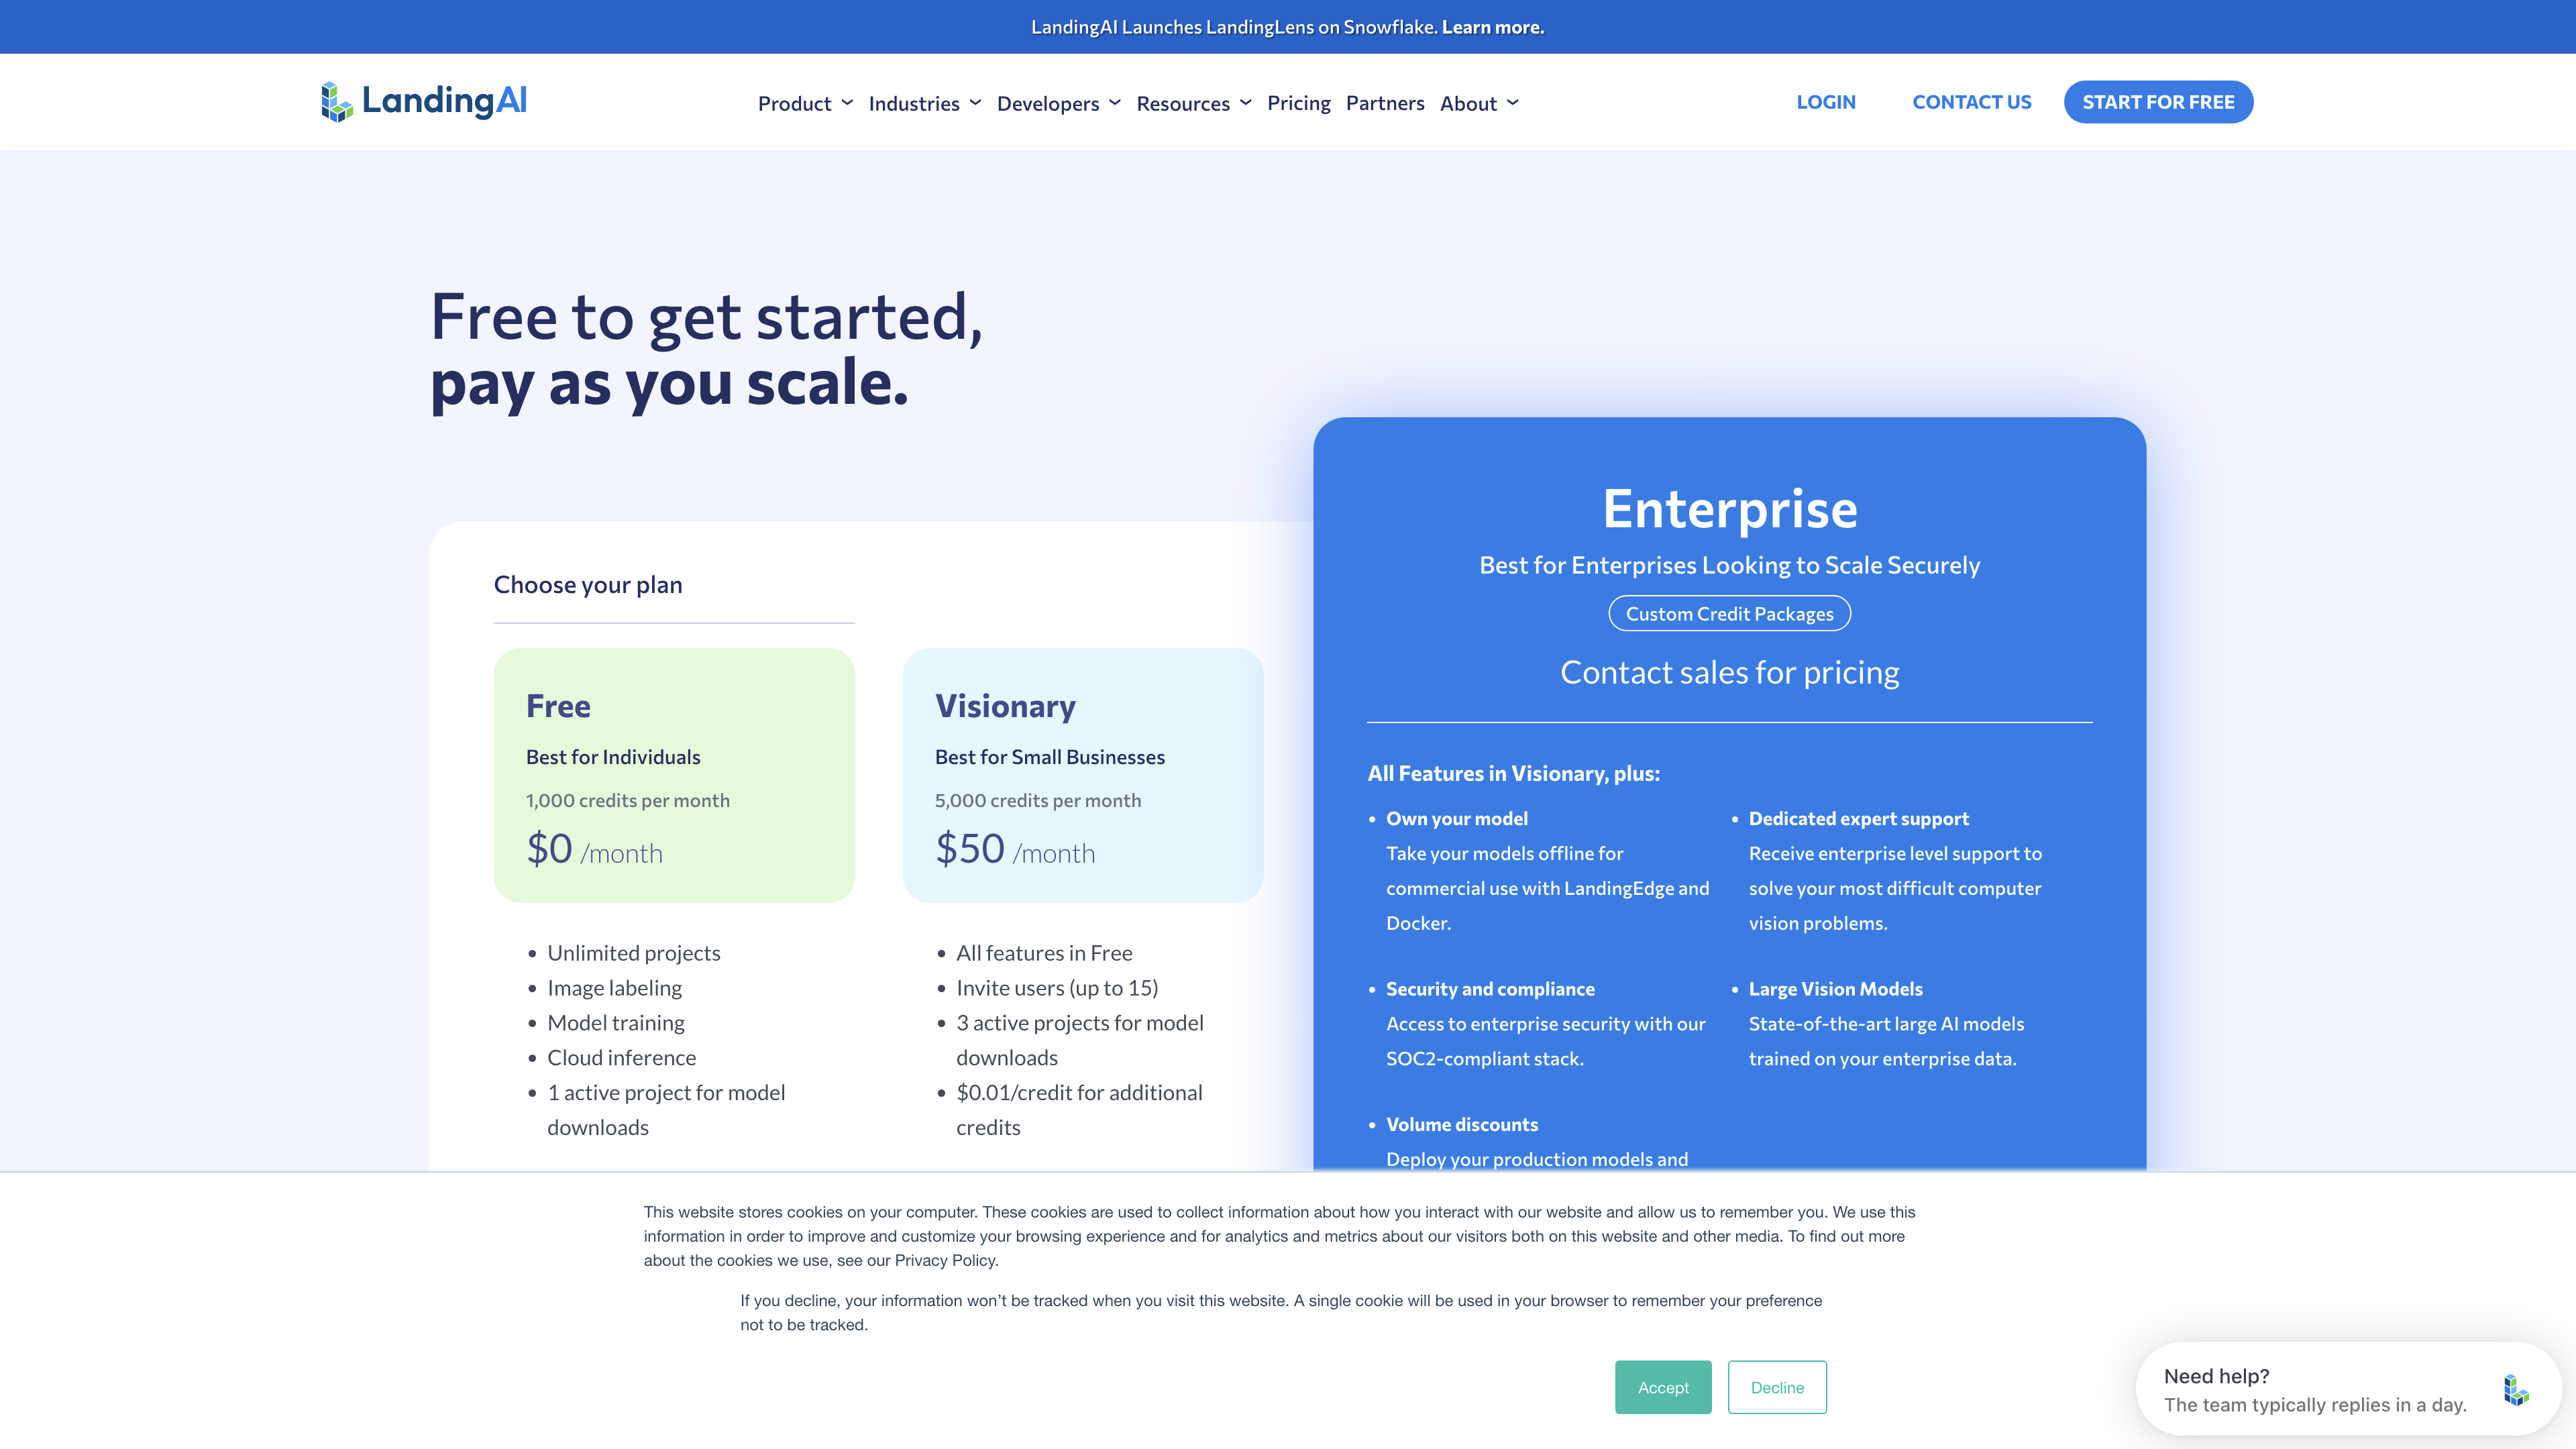 LandingAI Launches LandingLens on Snowflake. Learn more.
LandingAI
Product
Industries
Developers
Resources
Pricing
Partners
About
LOGIN
CONTACT US
START FOR FREE
Free to get started,
pay as you scale.
Choose your plan
Free
Best for Individuals
1,000 credits per month
$0 /month
Unlimited projects
Image labeling
Model training
Cloud inference
1 active project for model
downloads
Visionary
Best for Small Businesses
5,000 credits per month
$50 /month
All features in Free
Invite users (up to 15)
3 active projects for model
downloads
$0.01/credit for additional
credits
Enterprise
Best for Enterprises Looking to Scale Securely
Custom Credit Packages
Contact sales for pricing
All Features in Visionary, plus:
Own your model
Take your models offline for
commercial use with LandingEdge and
Docker.
Dedicated expert support
Receive enterprise level support to
solve your most difficult computer
vision problems.
Security and compliance
Access to enterprise security with our
SOC2-compliant stack.
Large Vision Models
State-of-the-art large AI models
trained on your enterprise data.
Volume discounts
Deploy your production models and
This website stores cookies on your computer. These cookies are used to collect information about how you interact with our website and allow us to remember you. We use this
information in order to improve and customize your browsing experience and for analytics and metrics about our visitors both on this website and other media. To find out more
about the cookies we use, see our Privacy Policy.
If you decline, your information won’t be tracked when you visit this website. A single cookie will be used in your browser to remember your preference
not to be tracked.
Accept
Decline
Need help?
The team typically replies in a day.